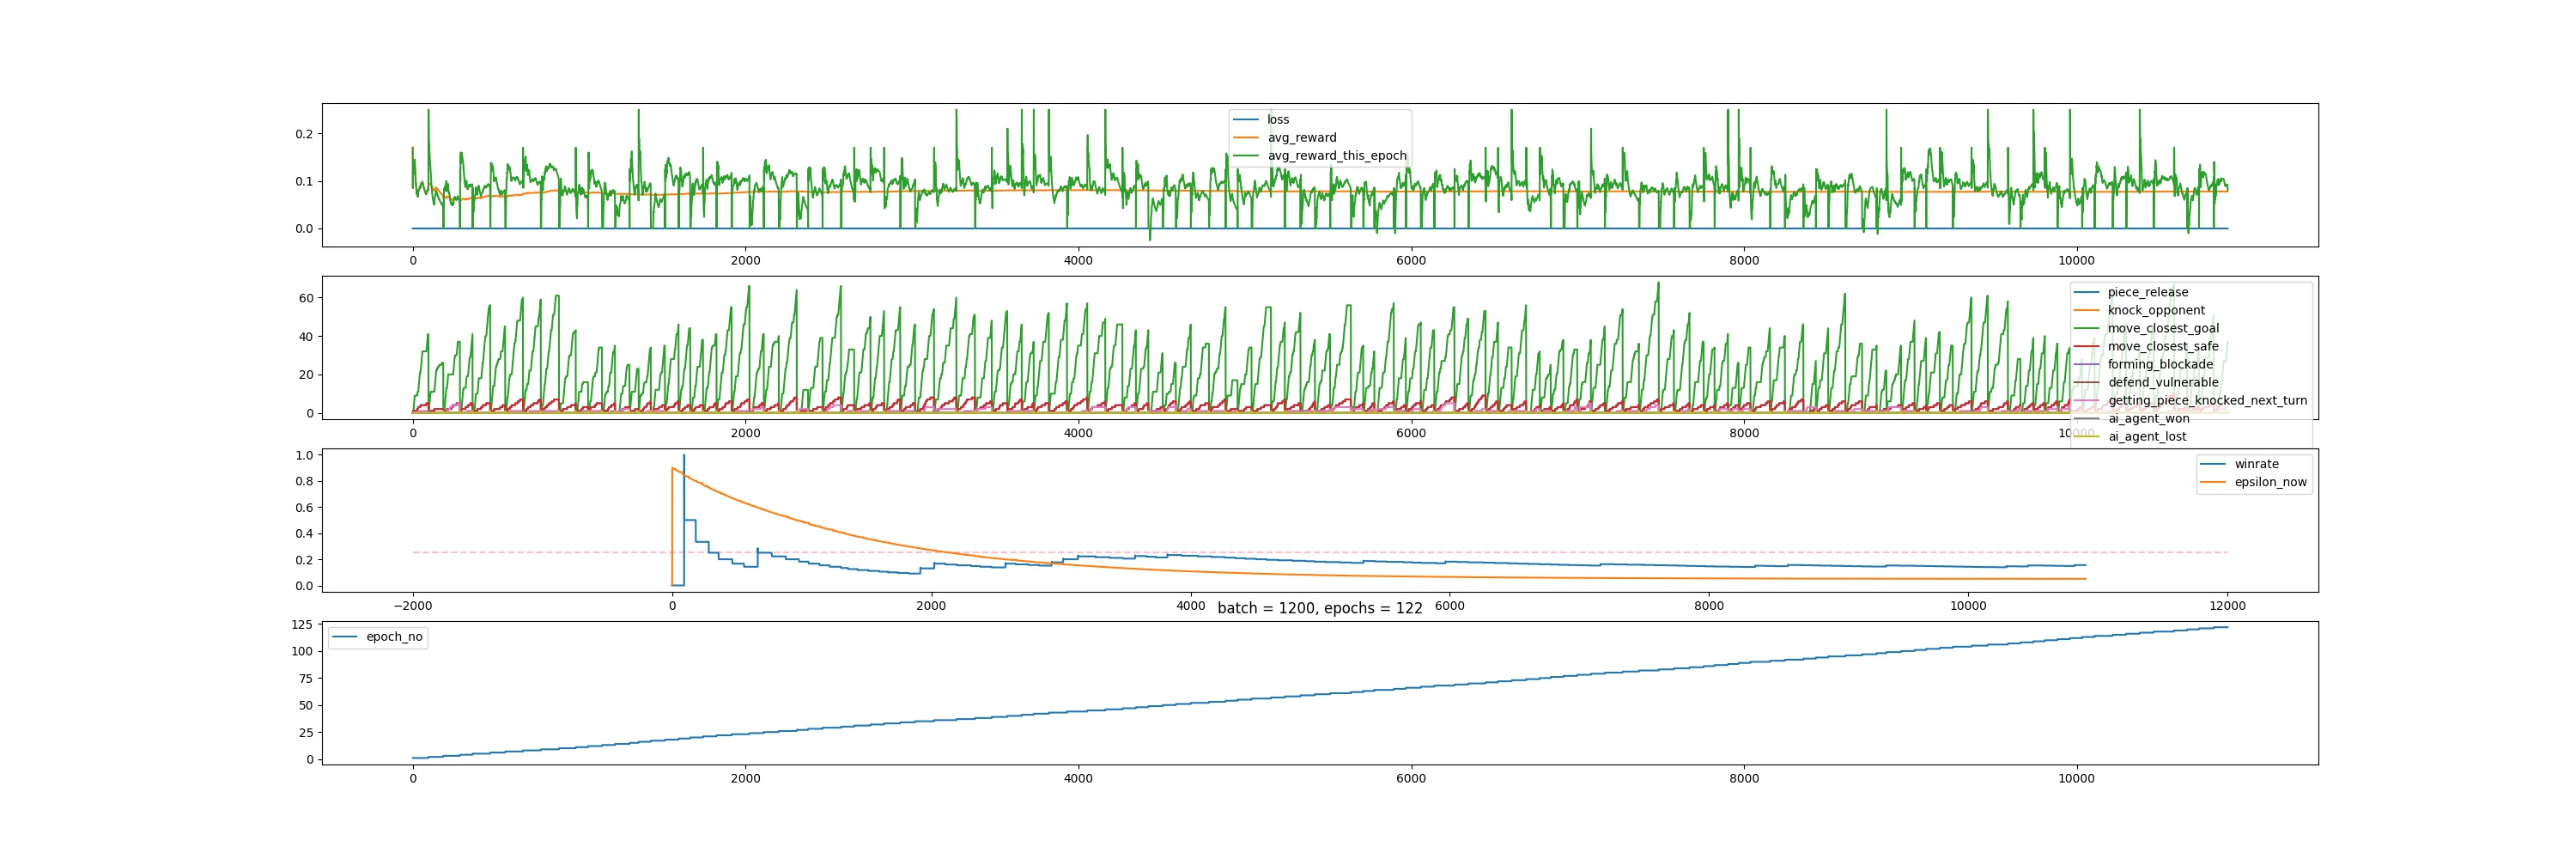 0.2
0.1
0.0
loss
avg_reward
avg_reward_this_epoch
0 2000 4000 6000 8000 10000
60
40
20
0
piece_release
knock_opponent
move_closest_goal
move_closest_safe
forming_blockade
defend_vulnerable
getting_piece_knocked_next_turn
ai_agent_won
ai_agent_lost
0 2000 4000 6000 8000 10000
1.0
0.8
0.6
0.4
0.2
0.0
winrate
epsilon_now
−2000 0 2000 4000 6000 8000 10000 12000
batch = 1200, epochs = 122
125
100
75
50
25
0
epoch_no
0 2000 4000 6000 8000 10000